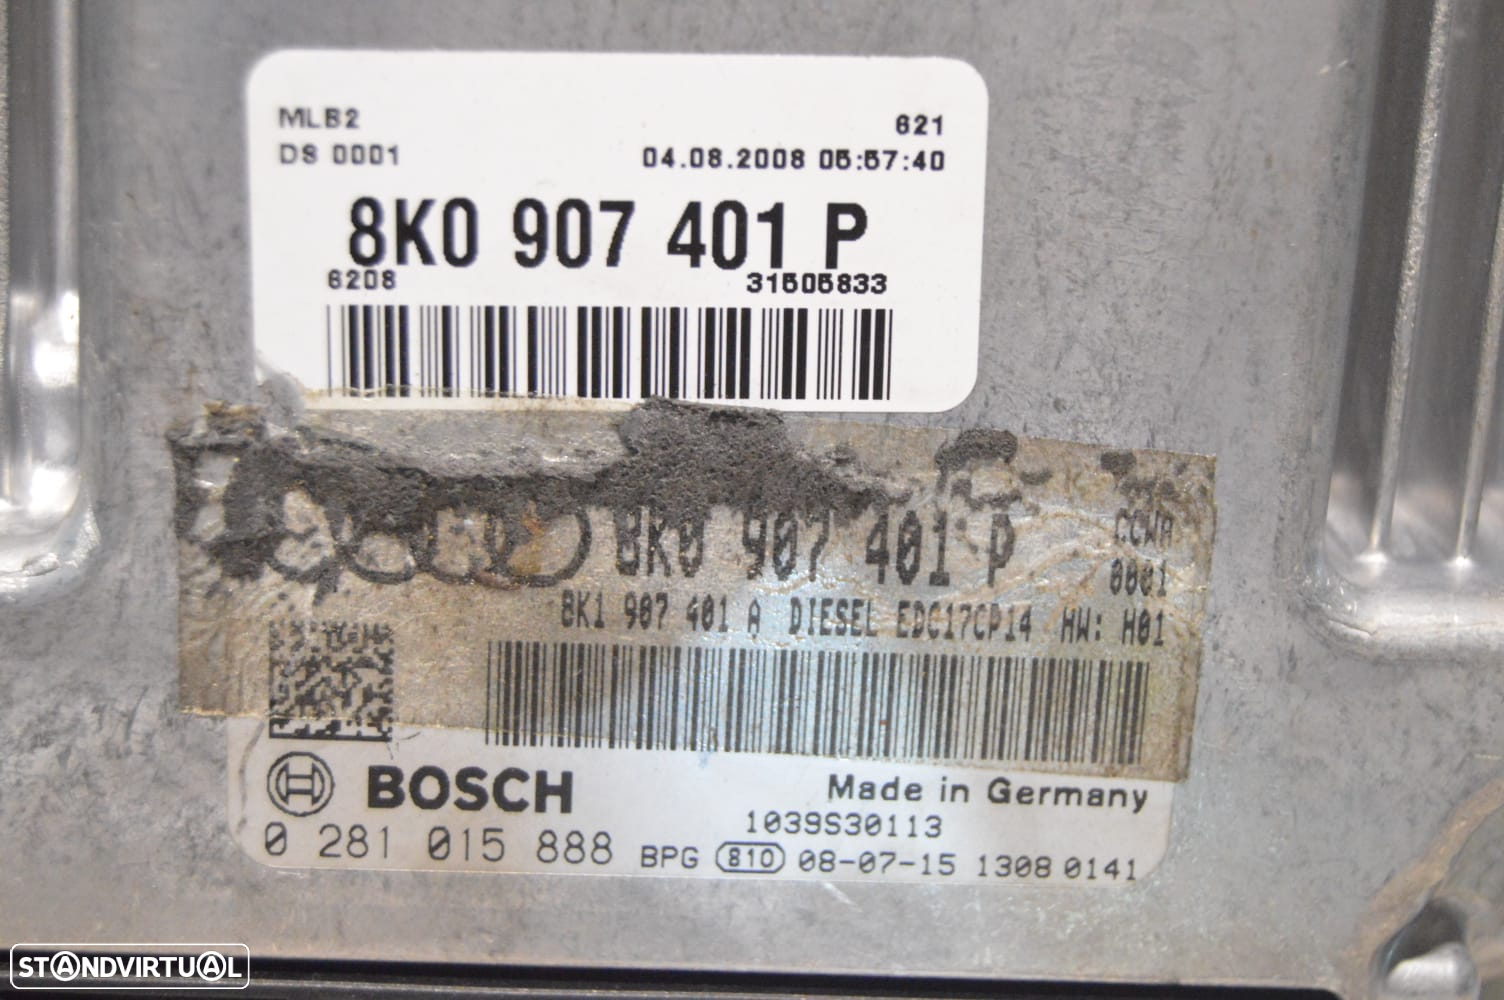 MLB2
621
DS 0001
04.08.2008 05:57:40
8K0 907 401 P
6208
31505833
8K0 907 401 P
CCWA
0001
8K1 907 401 A DIESEL EDC17CP14 HW: H01
BOSCH
Made in Germany
1039S30113
0 281 015 888
BPG 810 08-07-15 1308 0141
STANDVIRTUAL